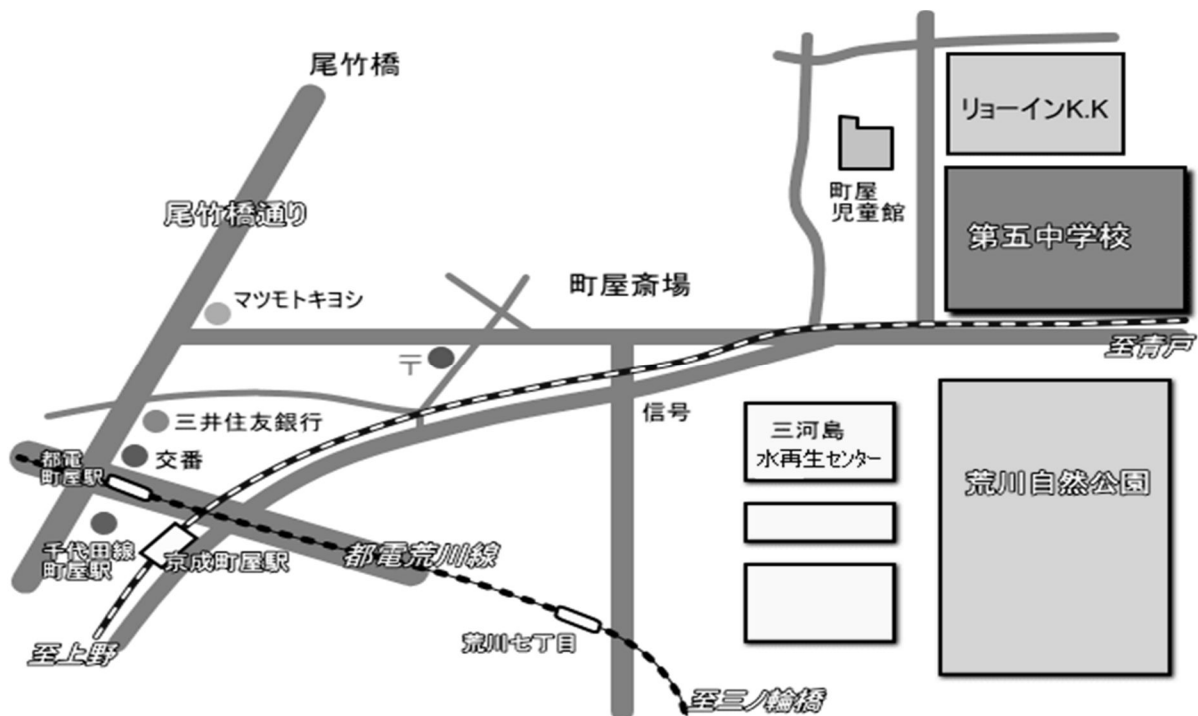 尾竹橋
リョーインK.K
町屋
児童館
尾竹橋通り
第五中学校
マツモトキヨシ
町屋斎場
〒
至青戸
三井住友銀行
信号
三河島
水再生センター
交番
都電
町屋駅
荒川自然公園
千代田線
町屋駅
京成町屋駅
都電荒川線
荒川七丁目
至上野
至三ノ輪橋